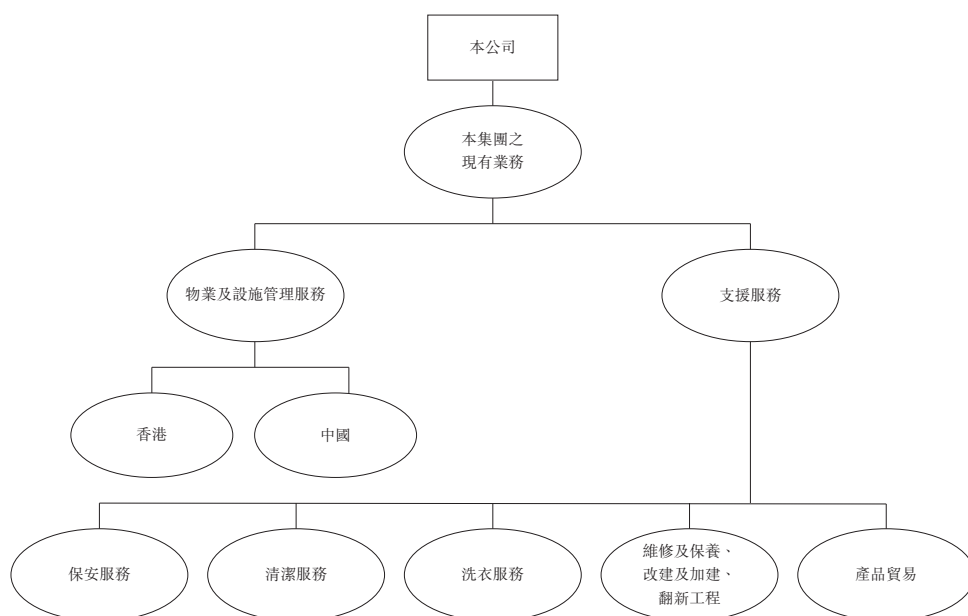 本公司
本集團之
現有業務
物業及設施管理服務
支援服務
香港
中國
保安服務
清潔服務
洗衣服務
維修及保養、
改建及加建、
翻新工程
產品貿易